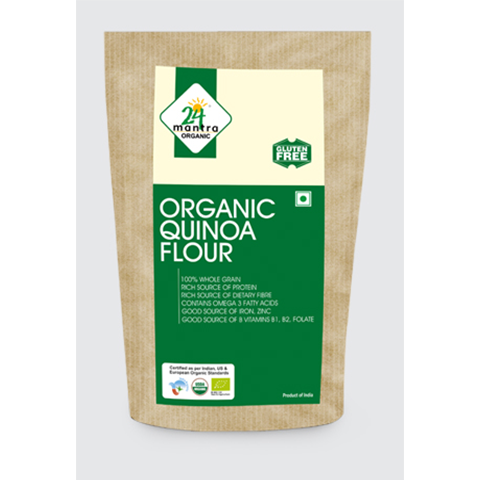 24
mantra
ORGANIC
GLUTEN
FREE
ORGANIC
QUINOA
FLOUR
100% WHOLE GRAIN
RICH SOURCE OF PROTEIN
RICH SOURCE OF DIETARY FIBRE
CONTAINS OMEGA 3 FATTY ACIDS
GOOD SOURCE OF IRON, ZINC
GOOD SOURCE OF B VITAMINS B1, B2, FOLATE
Certified as per Indian, US &
European Organic Standards
USDA
ORGANIC
Product of India